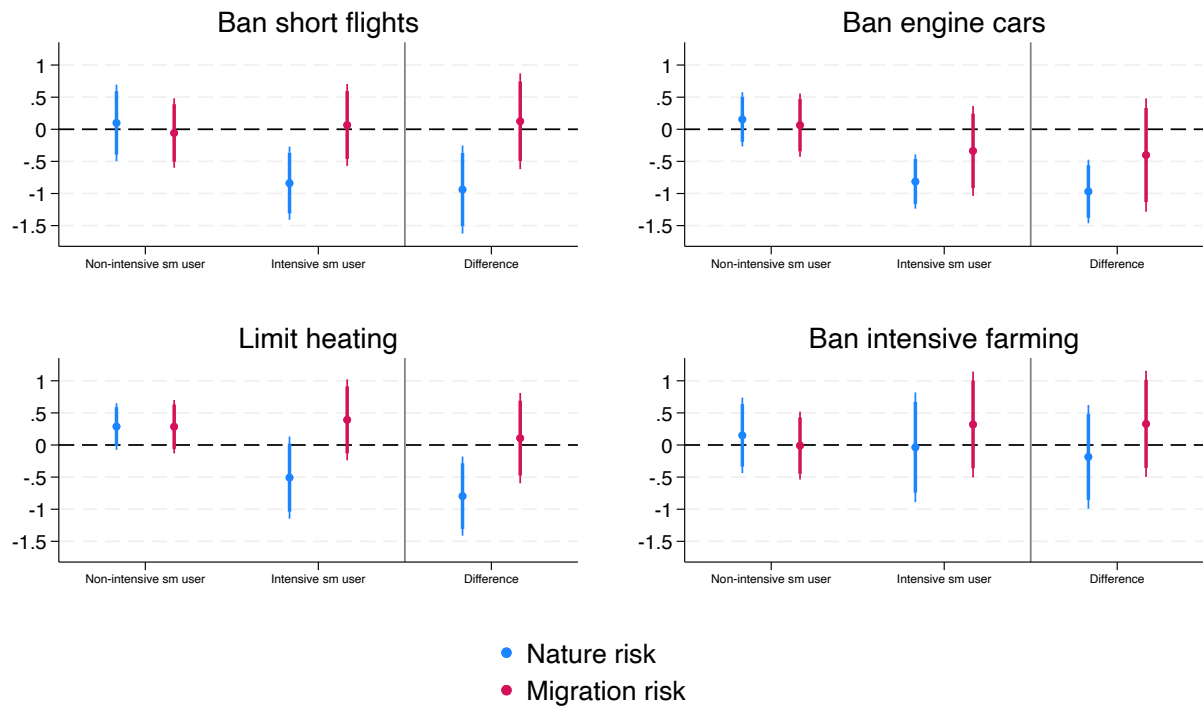 Ban short flights
1
.5
0
-.5
-1
-1.5
Non-intensive sm user
Intensive sm user
Difference
Ban engine cars
1
.5
0
-.5
-1
-1.5
Non-intensive sm user
Intensive sm user
Difference
Limit heating
1
.5
0
-.5
-1
-1.5
Non-intensive sm user
Intensive sm user
Difference
Ban intensive farming
1
.5
0
-.5
-1
-1.5
Non-intensive sm user
Intensive sm user
Difference
Nature risk
Migration risk